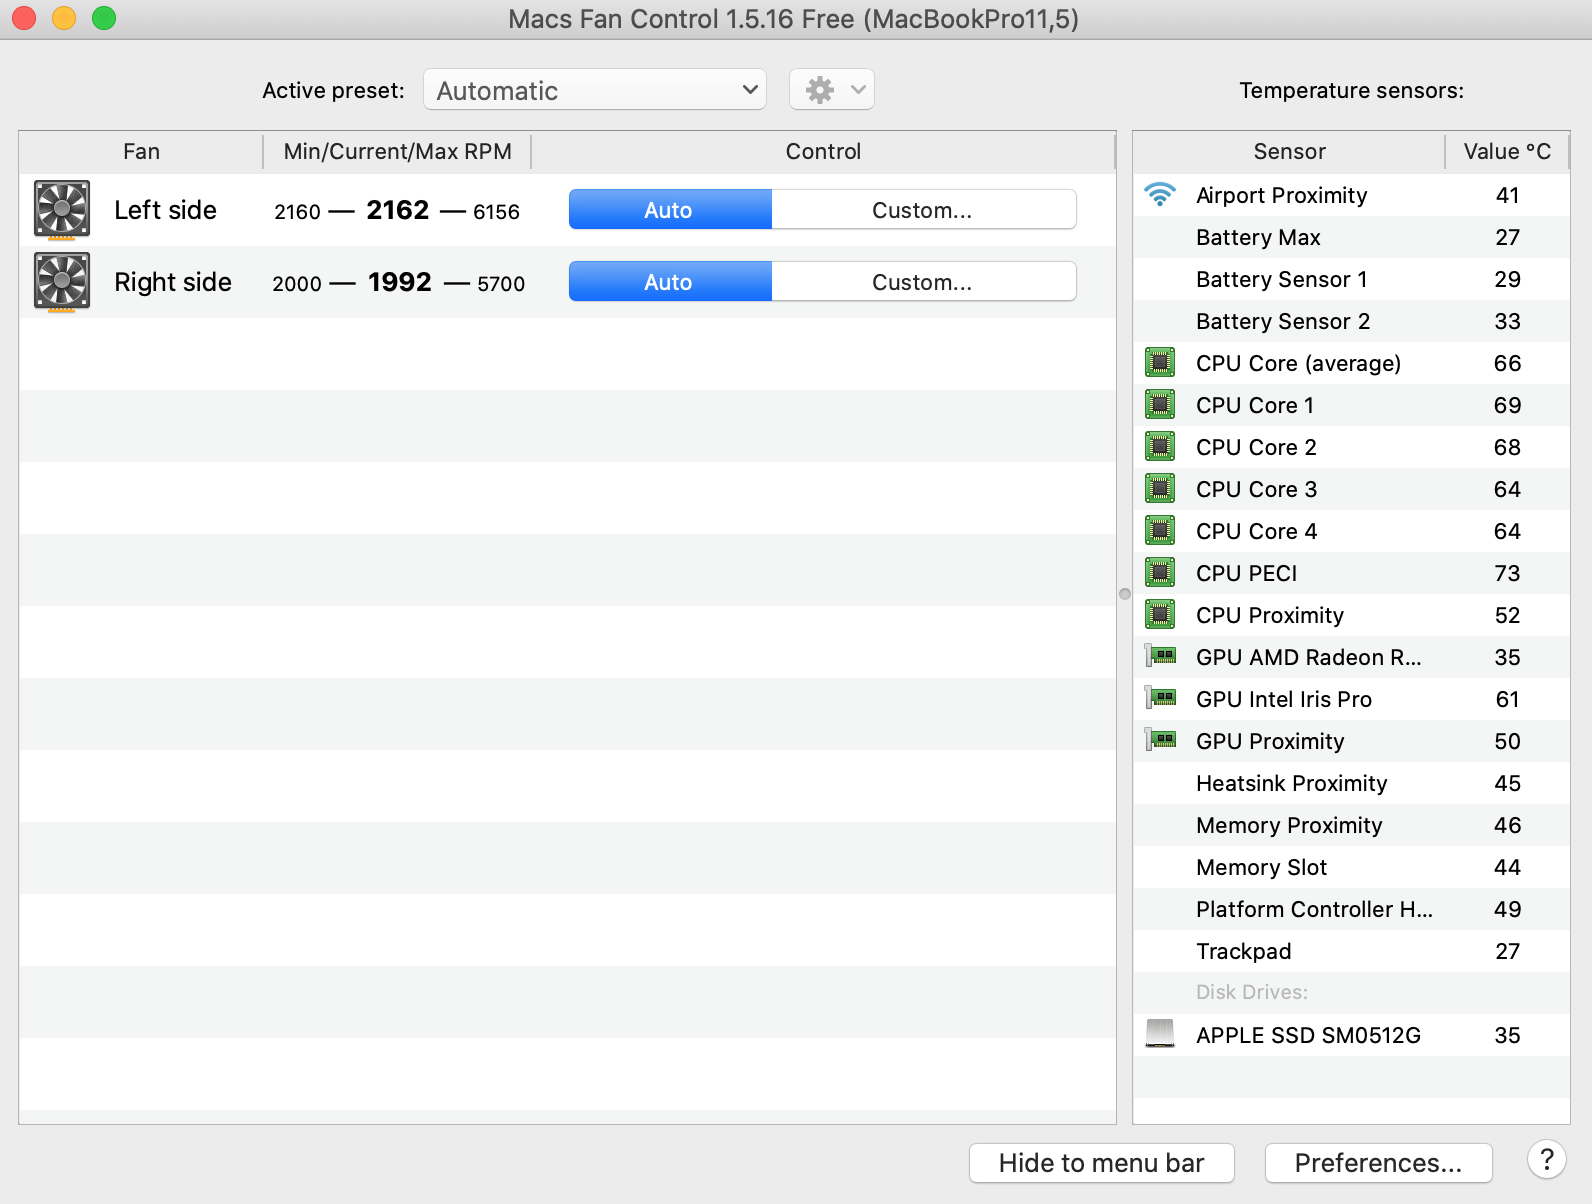 Macs Fan Control 1.5.16 Free (MacBookPro11,5)
Active preset: Automatic
Temperature sensors:
Fan Min/Current/Max RPM Control
Left side 2160 — 2162 — 6156 Auto Custom...
Right side 2000 — 1992 — 5700 Auto Custom...
Sensor Value °C
Airport Proximity 41
Battery Max 27
Battery Sensor 1 29
Battery Sensor 2 33
CPU Core (average) 66
CPU Core 1 69
CPU Core 2 68
CPU Core 3 64
CPU Core 4 64
CPU PECI 73
CPU Proximity 52
GPU AMD Radeon R... 35
GPU Intel Iris Pro 61
GPU Proximity 50
Heatsink Proximity 45
Memory Proximity 46
Memory Slot 44
Platform Controller H... 49
Trackpad 27
Disk Drives:
APPLE SSD SM0512G 35
Hide to menu bar Preferences... ?